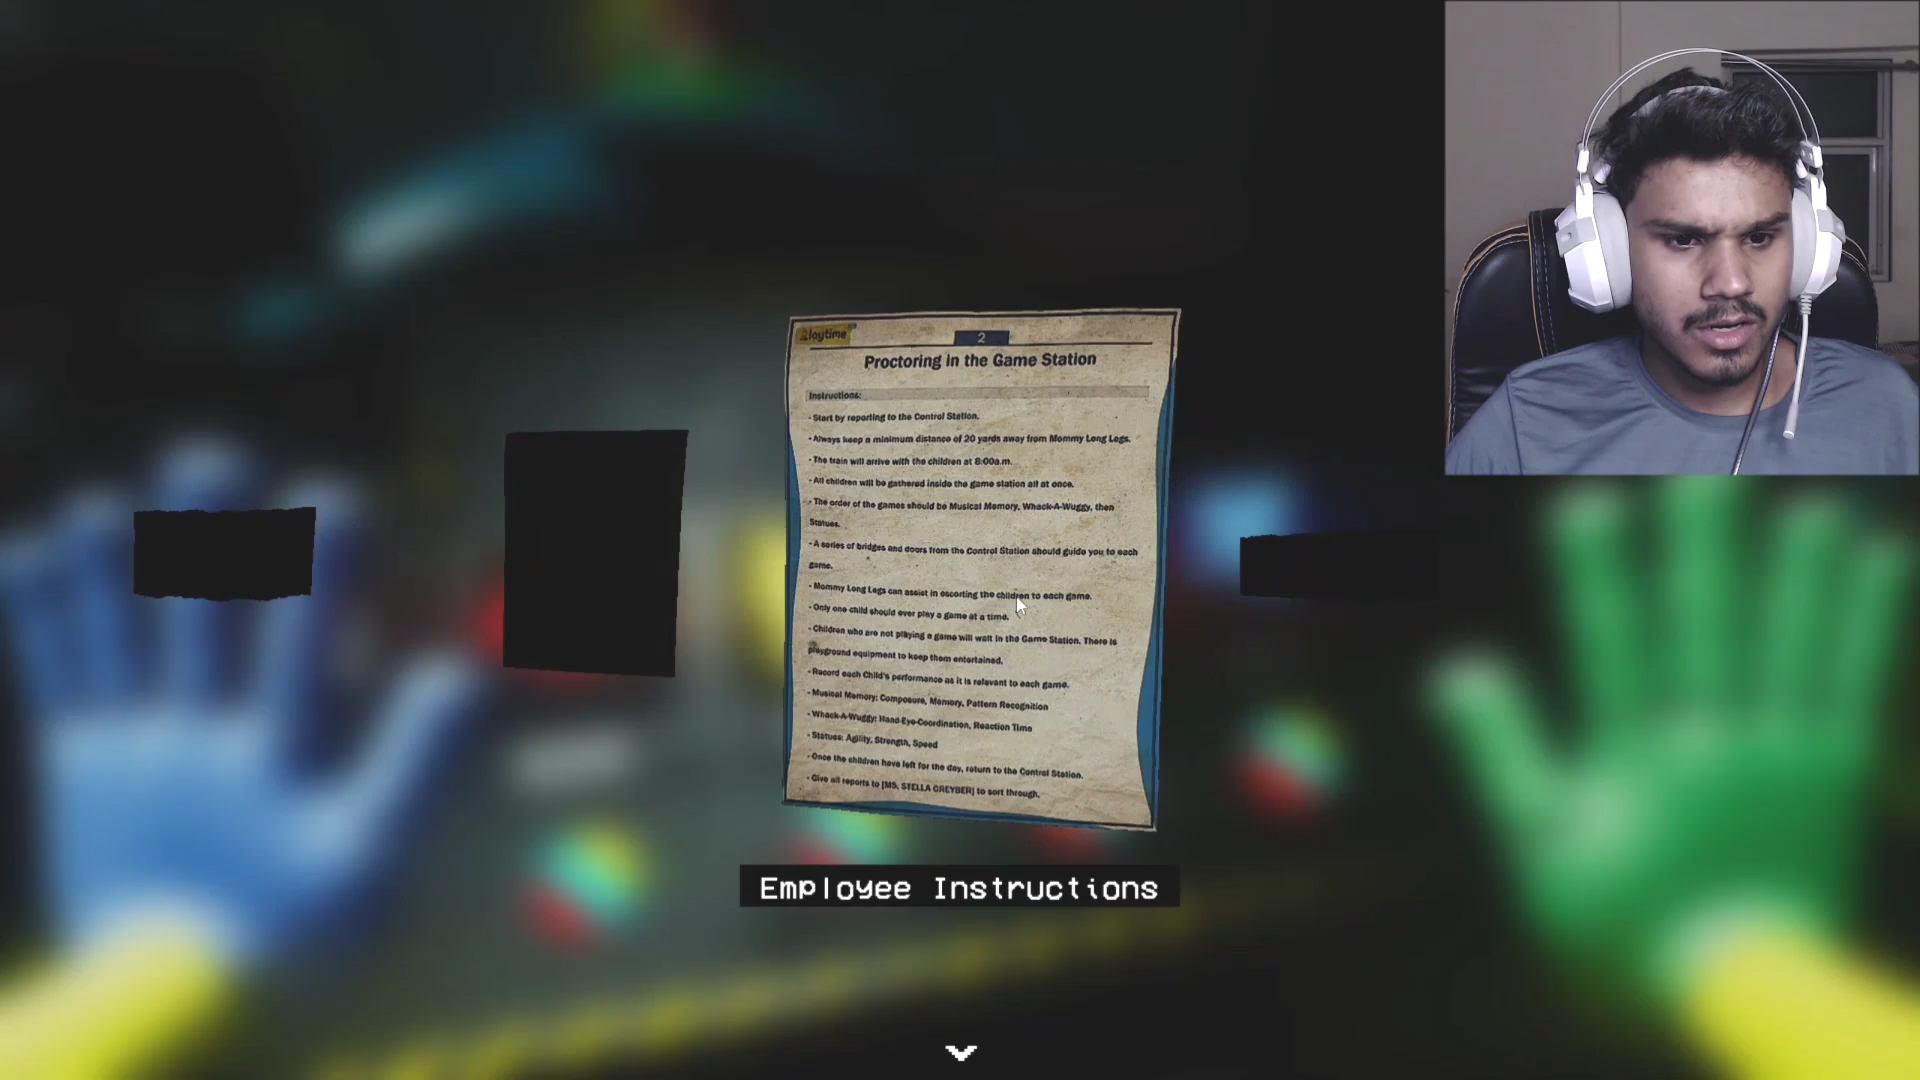 Playtime
2
Proctoring in the Game Station
Instructions:
- Start by reporting to the Control Station.
- Always keep a minimum distance of 20 yards away from Mommy Long Legs.
- The train will arrive with the children at 8:00a.m.
- All children will be gathered inside the game station all at once.
- The order of the games should be Musical Memory, Whack-A-Wuggy, then
Statues.
- A series of bridges and doors from the Control Station should guide you to each
game.
- Mommy Long Legs can assist in escorting the children to each game.
- Only one child should ever play a game at a time.
- Children who are not playing a game will wait in the Game Station. There is
playground equipment to keep them entertained.
- Record each Child's performance as it is relevant to each game.
- Musical Memory: Composure, Memory, Pattern Recognition
- Whack-A-Wuggy: Hand-Eye-Coordination, Reaction Time
- Statues: Agility, Strength, Speed
- Once the children have left for the day, return to the Control Station.
- Give all reports to [MS. STELLA GREYBER] to sort through.
Employee Instructions